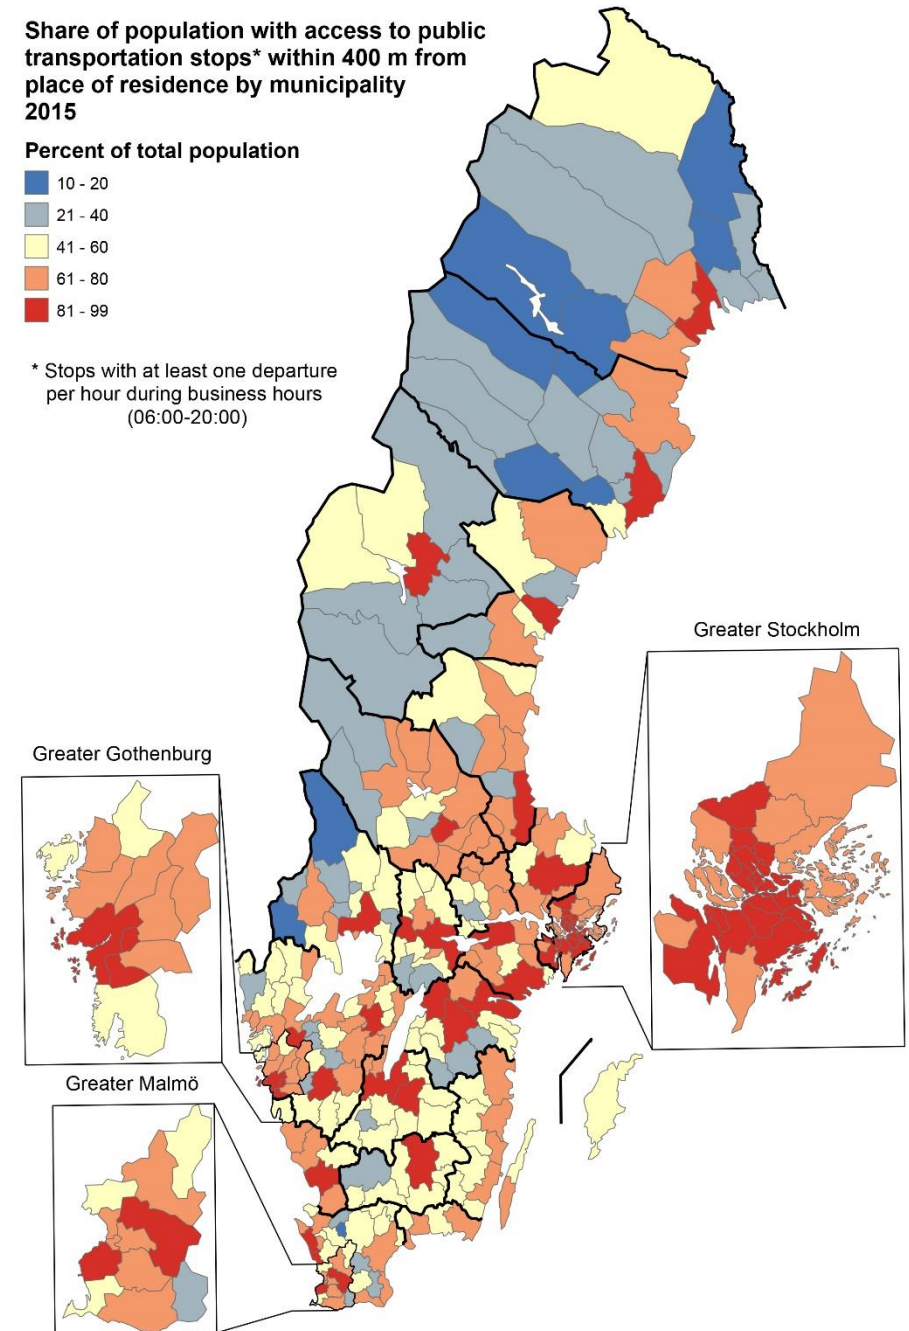 Share of population with access to public
transportation stops* within 400 m from
place of residence by municipality
2015
Percent of total population
10 - 20
21 - 40
41 - 60
61 - 80
81 - 99
* Stops with at least one departure
per hour during business hours
(06:00-20:00)
Greater Stockholm
Greater Gothenburg
Greater Malmö